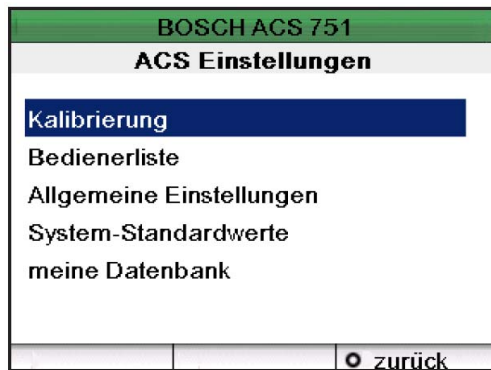 BOSCH ACS 751
ACS Einstellungen
Kalibrierung
Bedienerliste
Allgemeine Einstellungen
System-Standardwerte
meine Datenbank
zurück